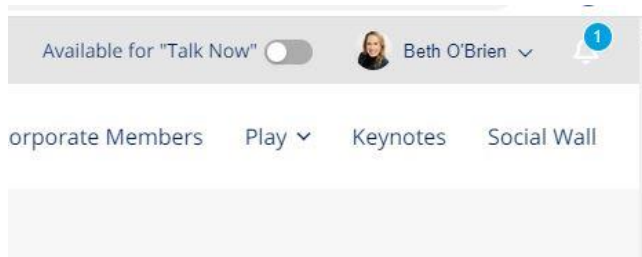 Available for "Talk Now" Beth O'Brien 1
orporate Members Play Keynotes Social Wall